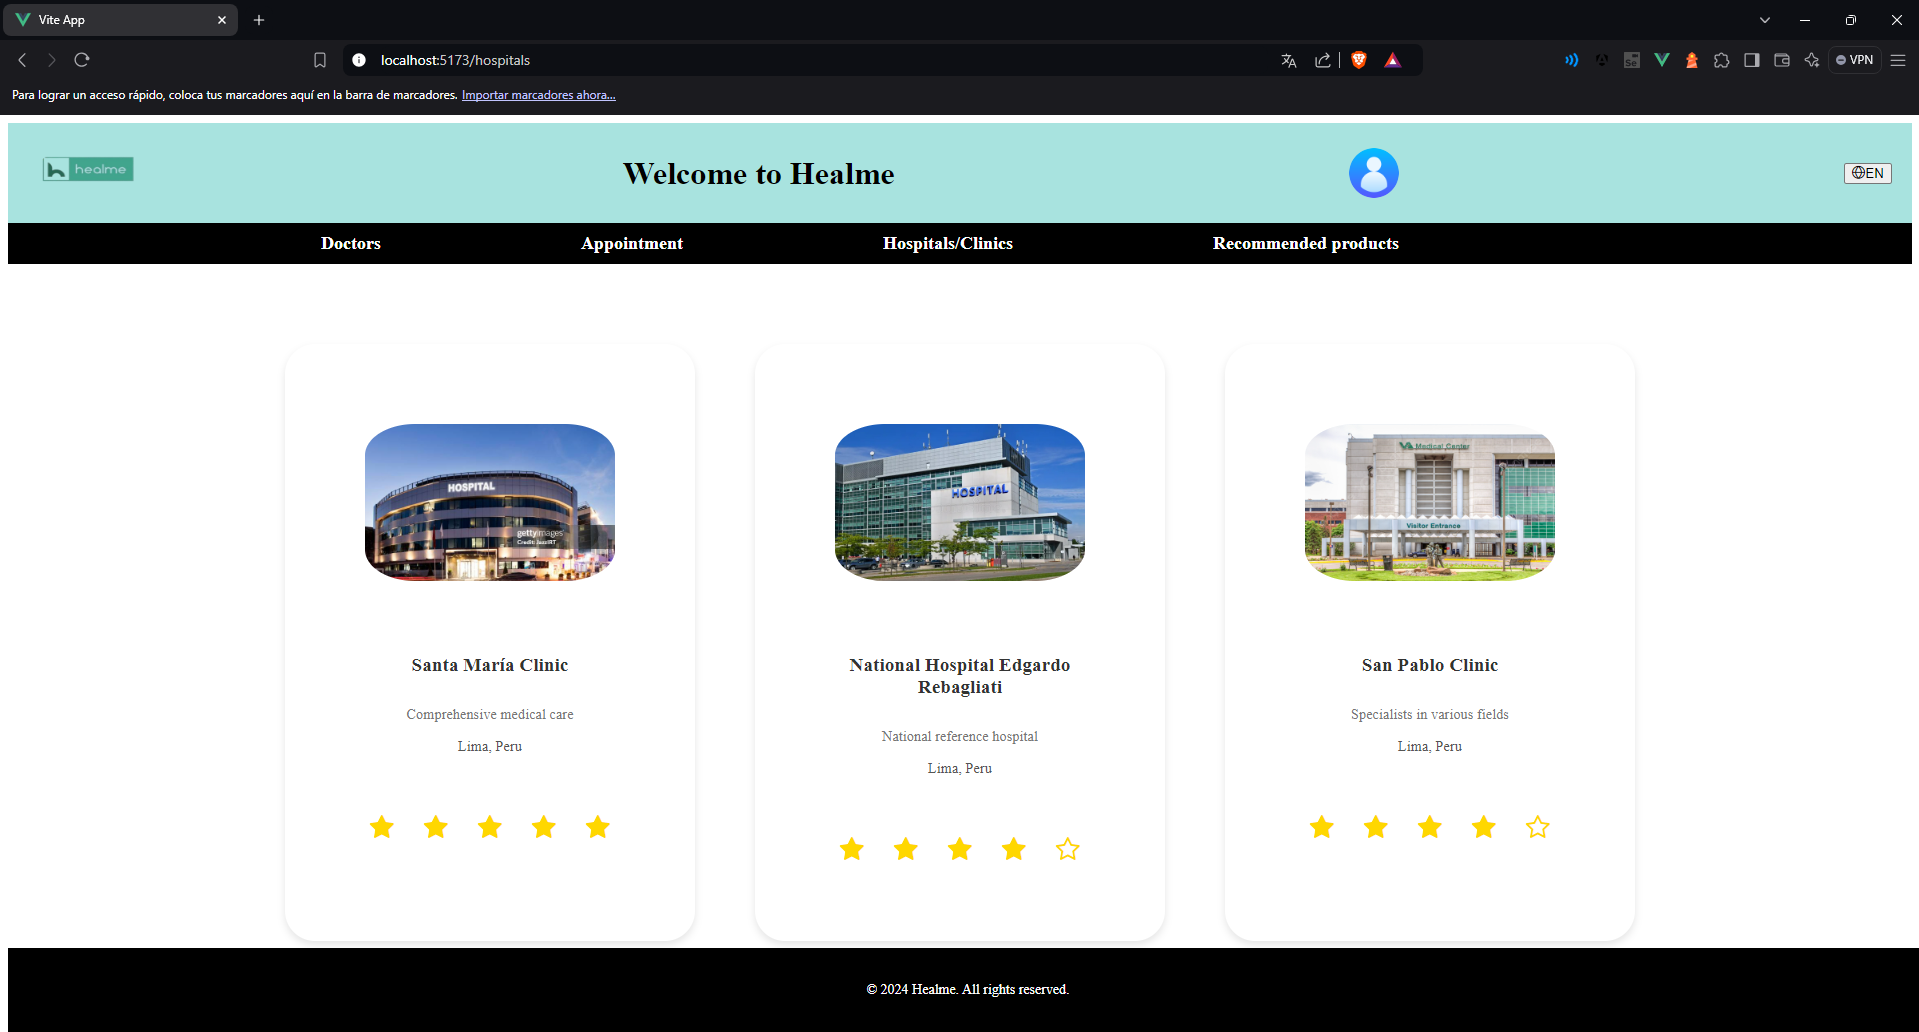 Vite App
localhost:5173/hospitals
VPN
Para lograr un acceso rápido, coloca tus marcadores aquí en la barra de marcadores. Importar marcadores ahora...
healme
Welcome to Healme
EN
Doctors
Appointment
Hospitals/Clinics
Recommended products
HOSPITAL
gettyimages
Credit: JazzIRT
HOSPITAL
VA Medical Center
Visitor Entrance
Santa María Clinic
Comprehensive medical care
Lima, Peru
National Hospital Edgardo
Rebagliati
National reference hospital
Lima, Peru
San Pablo Clinic
Specialists in various fields
Lima, Peru
© 2024 Healme. All rights reserved.